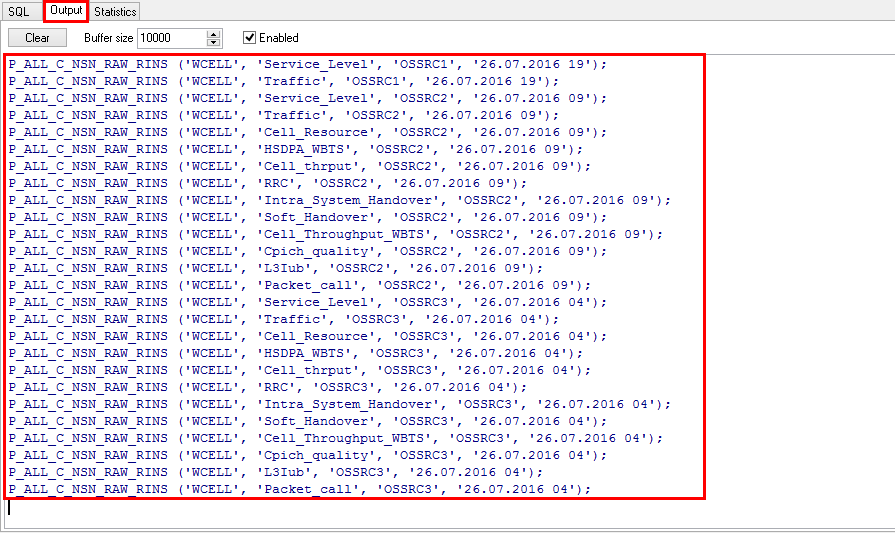 SQL Output Statistics
Clear Buffer size 10000 Enabled
P_ALL_C_NSN_RAW_RINS ('WCELL', 'Service_Level', 'OSSRC1', '26.07.2016 19');
P_ALL_C_NSN_RAW_RINS ('WCELL', 'Traffic', 'OSSRC1', '26.07.2016 19');
P_ALL_C_NSN_RAW_RINS ('WCELL', 'Service_Level', 'OSSRC2', '26.07.2016 09');
P_ALL_C_NSN_RAW_RINS ('WCELL', 'Traffic', 'OSSRC2', '26.07.2016 09');
P_ALL_C_NSN_RAW_RINS ('WCELL', 'Cell_Resource', 'OSSRC2', '26.07.2016 09');
P_ALL_C_NSN_RAW_RINS ('WCELL', 'HSDPA_WBTS', 'OSSRC2', '26.07.2016 09');
P_ALL_C_NSN_RAW_RINS ('WCELL', 'Cell_thrput', 'OSSRC2', '26.07.2016 09');
P_ALL_C_NSN_RAW_RINS ('WCELL', 'RRC', 'OSSRC2', '26.07.2016 09');
P_ALL_C_NSN_RAW_RINS ('WCELL', 'Intra_System_Handover', 'OSSRC2', '26.07.2016 09');
P_ALL_C_NSN_RAW_RINS ('WCELL', 'Soft_Handover', 'OSSRC2', '26.07.2016 09');
P_ALL_C_NSN_RAW_RINS ('WCELL', 'Cell_Throughput_WBTS', 'OSSRC2', '26.07.2016 09');
P_ALL_C_NSN_RAW_RINS ('WCELL', 'Cpich_quality', 'OSSRC2', '26.07.2016 09');
P_ALL_C_NSN_RAW_RINS ('WCELL', 'L3Iub', 'OSSRC2', '26.07.2016 09');
P_ALL_C_NSN_RAW_RINS ('WCELL', 'Packet_call', 'OSSRC2', '26.07.2016 09');
P_ALL_C_NSN_RAW_RINS ('WCELL', 'Service_Level', 'OSSRC3', '26.07.2016 04');
P_ALL_C_NSN_RAW_RINS ('WCELL', 'Traffic', 'OSSRC3', '26.07.2016 04');
P_ALL_C_NSN_RAW_RINS ('WCELL', 'Cell_Resource', 'OSSRC3', '26.07.2016 04');
P_ALL_C_NSN_RAW_RINS ('WCELL', 'HSDPA_WBTS', 'OSSRC3', '26.07.2016 04');
P_ALL_C_NSN_RAW_RINS ('WCELL', 'Cell_thrput', 'OSSRC3', '26.07.2016 04');
P_ALL_C_NSN_RAW_RINS ('WCELL', 'RRC', 'OSSRC3', '26.07.2016 04');
P_ALL_C_NSN_RAW_RINS ('WCELL', 'Intra_System_Handover', 'OSSRC3', '26.07.2016 04');
P_ALL_C_NSN_RAW_RINS ('WCELL', 'Soft_Handover', 'OSSRC3', '26.07.2016 04');
P_ALL_C_NSN_RAW_RINS ('WCELL', 'Cell_Throughput_WBTS', 'OSSRC3', '26.07.2016 04');
P_ALL_C_NSN_RAW_RINS ('WCELL', 'Cpich_quality', 'OSSRC3', '26.07.2016 04');
P_ALL_C_NSN_RAW_RINS ('WCELL', 'L3Iub', 'OSSRC3', '26.07.2016 04');
P_ALL_C_NSN_RAW_RINS ('WCELL', 'Packet_call', 'OSSRC3', '26.07.2016 04');